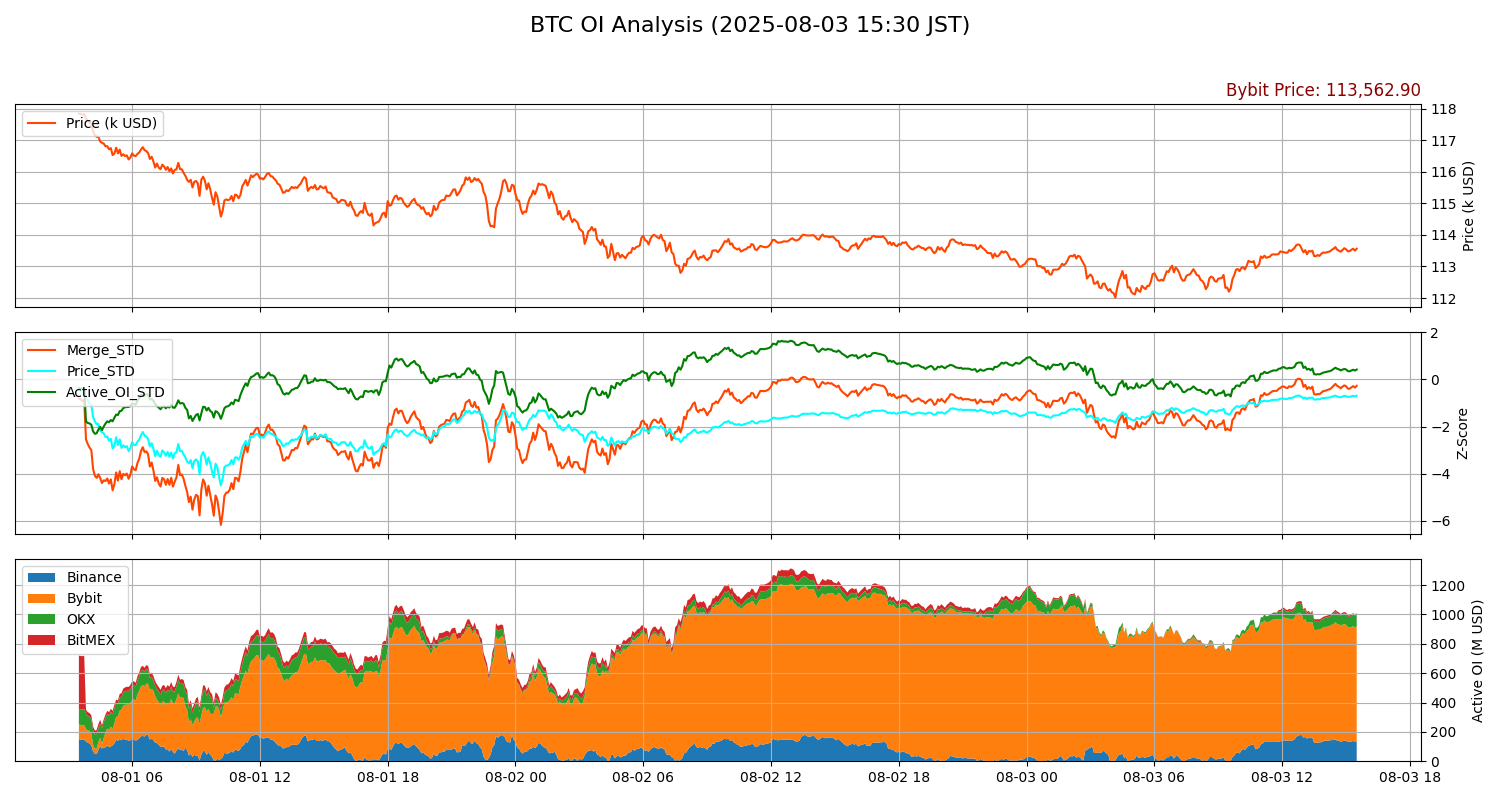 BTC OI Analysis (2025-08-03 15:30 JST)
Bybit Price: 113,562.90
Price (k USD)
118
117
116
115
114
113
112
Price (k USD)
Merge_STD
Price_STD
Active_OI_STD
2
0
−2
−4
−6
Z-Score
Binance
Bybit
OKX
BitMEX
1200
1000
800
600
400
200
0
Active OI (M USD)
08-01 06
08-01 12
08-01 18
08-02 00
08-02 06
08-02 12
08-02 18
08-03 00
08-03 06
08-03 12
08-03 18